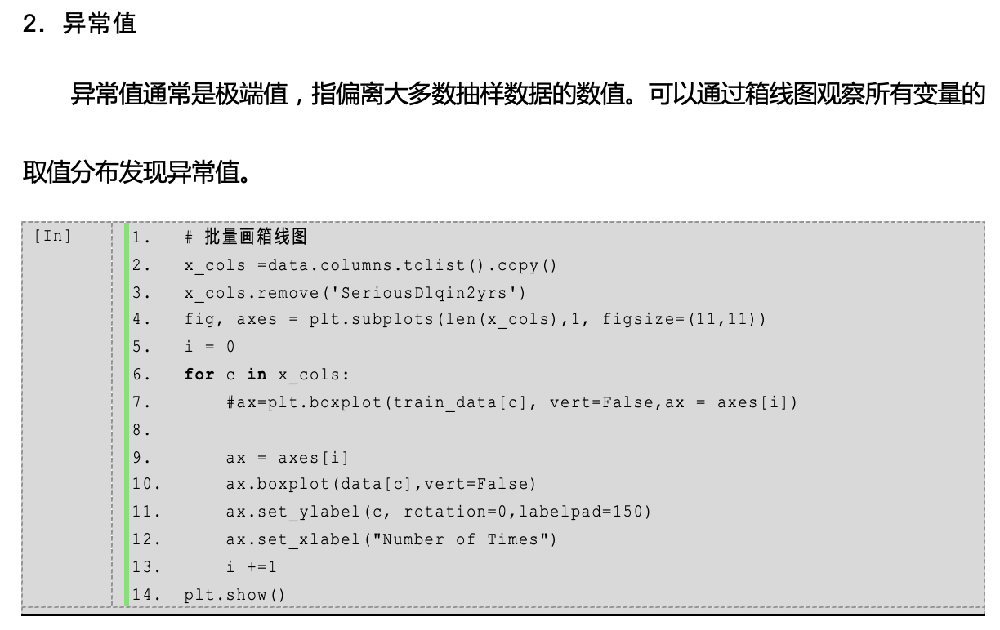 2. 异常值
异常值通常是极端值，指偏离大多数抽样数据的数值。可以通过箱线图观察所有变量的
取值分布发现异常值。
[In]
1. # 批量画箱线图
2. x_cols =data.columns.tolist().copy()
3. x_cols.remove('SeriousDlqin2yrs')
4. fig, axes = plt.subplots(len(x_cols),1, figsize=(11,11))
5. i = 0
6. for c in x_cols:
7.     #ax=plt.boxplot(train_data[c], vert=False,ax = axes[i])
8.
9.     ax = axes[i]
10.     ax.boxplot(data[c],vert=False)
11.     ax.set_ylabel(c, rotation=0,labelpad=150)
12.     ax.set_xlabel("Number of Times")
13.     i +=1
14. plt.show()